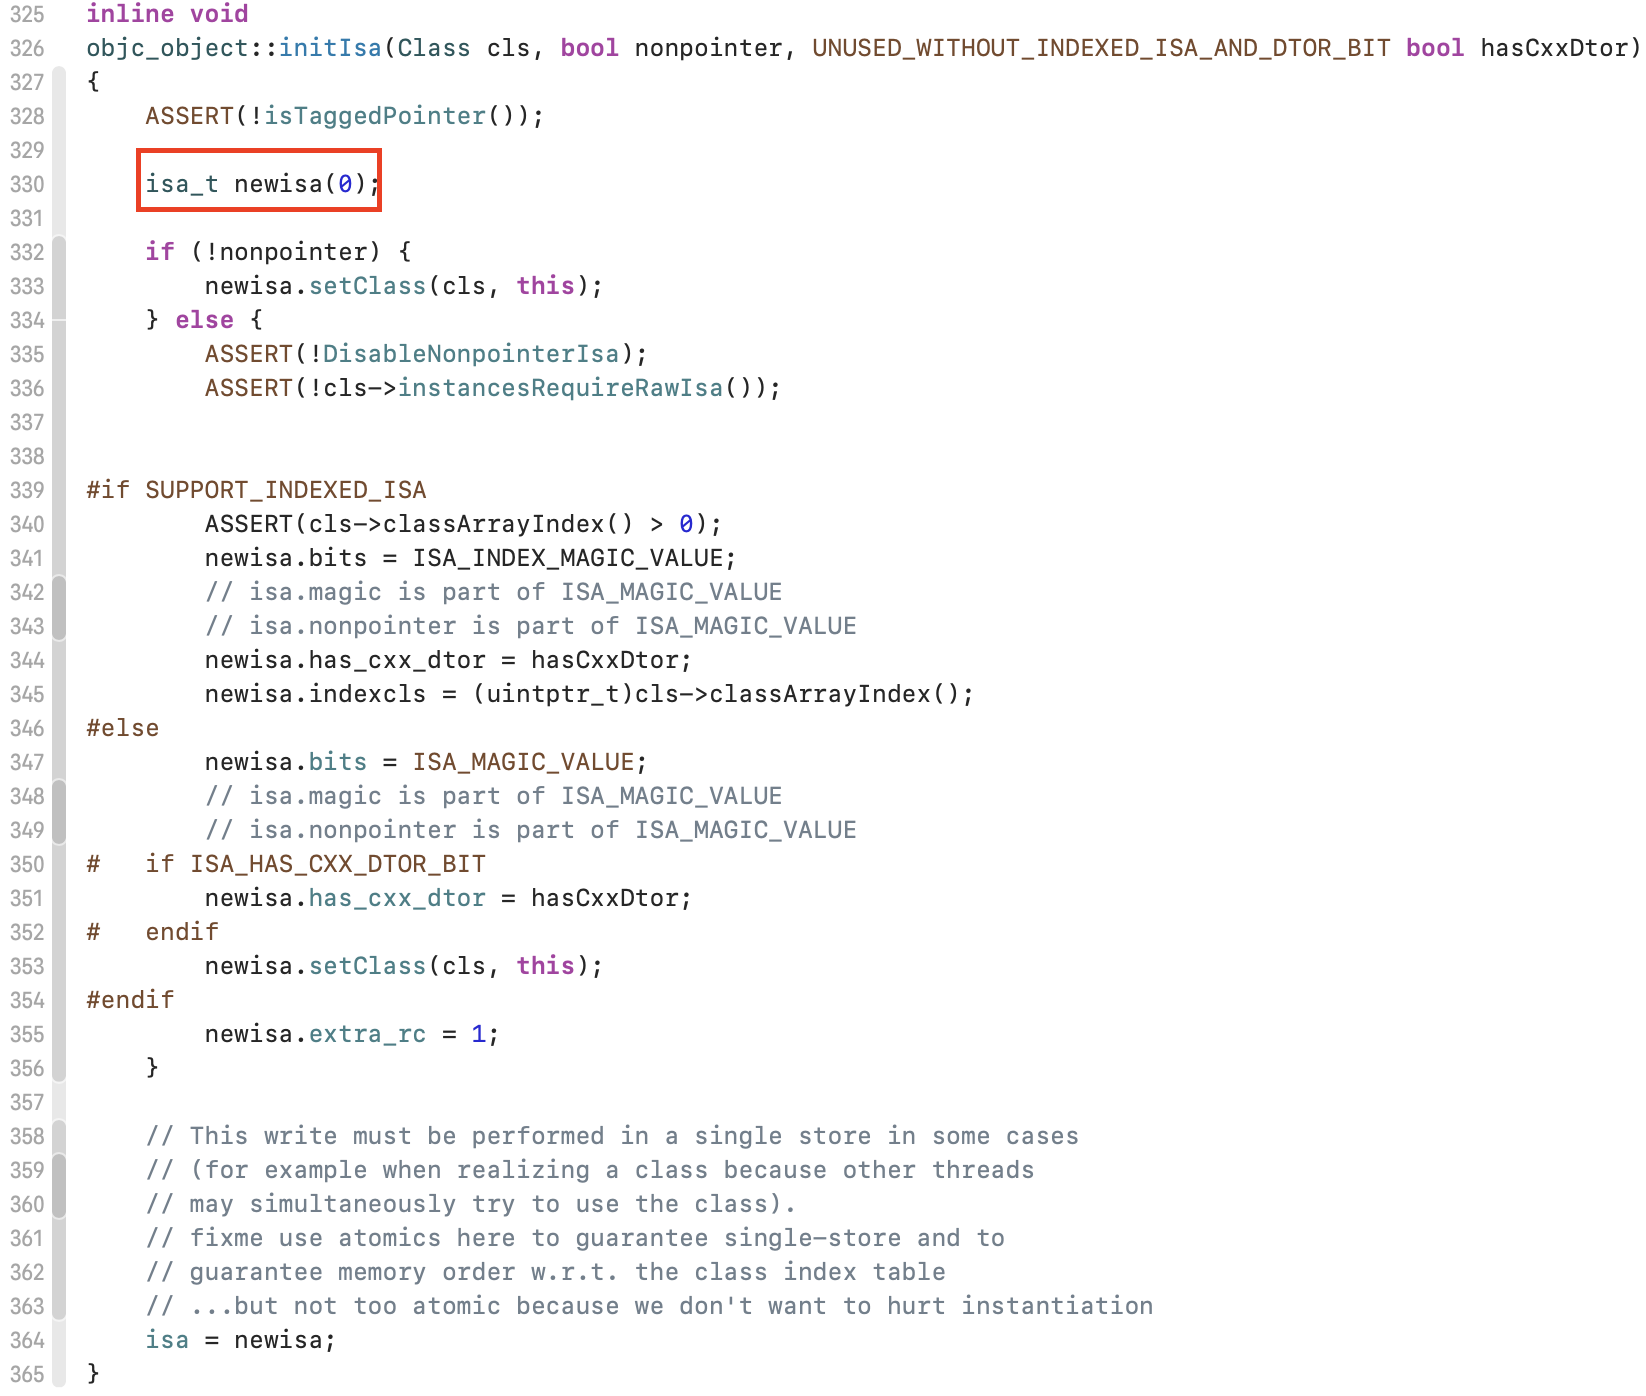 325 inline void
326 objc_object::initIsa(Class cls, bool nonpointer, UNUSED_WITHOUT_INDEXED_ISA_AND_DTOR_BIT bool hasCxxDtor)
327 {
328     ASSERT(!isTaggedPointer());
329
330     isa_t newisa(0);
331
332     if (!nonpointer) {
333         newisa.setClass(cls, this);
334     } else {
335         ASSERT(!DisableNonpointerIsa);
336         ASSERT(!cls->instancesRequireRawIsa());
337
338
339 #if SUPPORT_INDEXED_ISA
340         ASSERT(cls->classArrayIndex() > 0);
341         newisa.bits = ISA_INDEX_MAGIC_VALUE;
342         // isa.magic is part of ISA_MAGIC_VALUE
343         // isa.nonpointer is part of ISA_MAGIC_VALUE
344         newisa.has_cxx_dtor = hasCxxDtor;
345         newisa.indexcls = (uintptr_t)cls->classArrayIndex();
346 #else
347         newisa.bits = ISA_MAGIC_VALUE;
348         // isa.magic is part of ISA_MAGIC_VALUE
349         // isa.nonpointer is part of ISA_MAGIC_VALUE
350 #   if ISA_HAS_CXX_DTOR_BIT
351         newisa.has_cxx_dtor = hasCxxDtor;
352 #   endif
353         newisa.setClass(cls, this);
354 #endif
355         newisa.extra_rc = 1;
356     }
357
358     // This write must be performed in a single store in some cases
359     // (for example when realizing a class because other threads
360     // may simultaneously try to use the class).
361     // fixme use atomics here to guarantee single-store and to
362     // guarantee memory order w.r.t. the class index table
363     // ...but not too atomic because we don't want to hurt instantiation
364     isa = newisa;
365 }